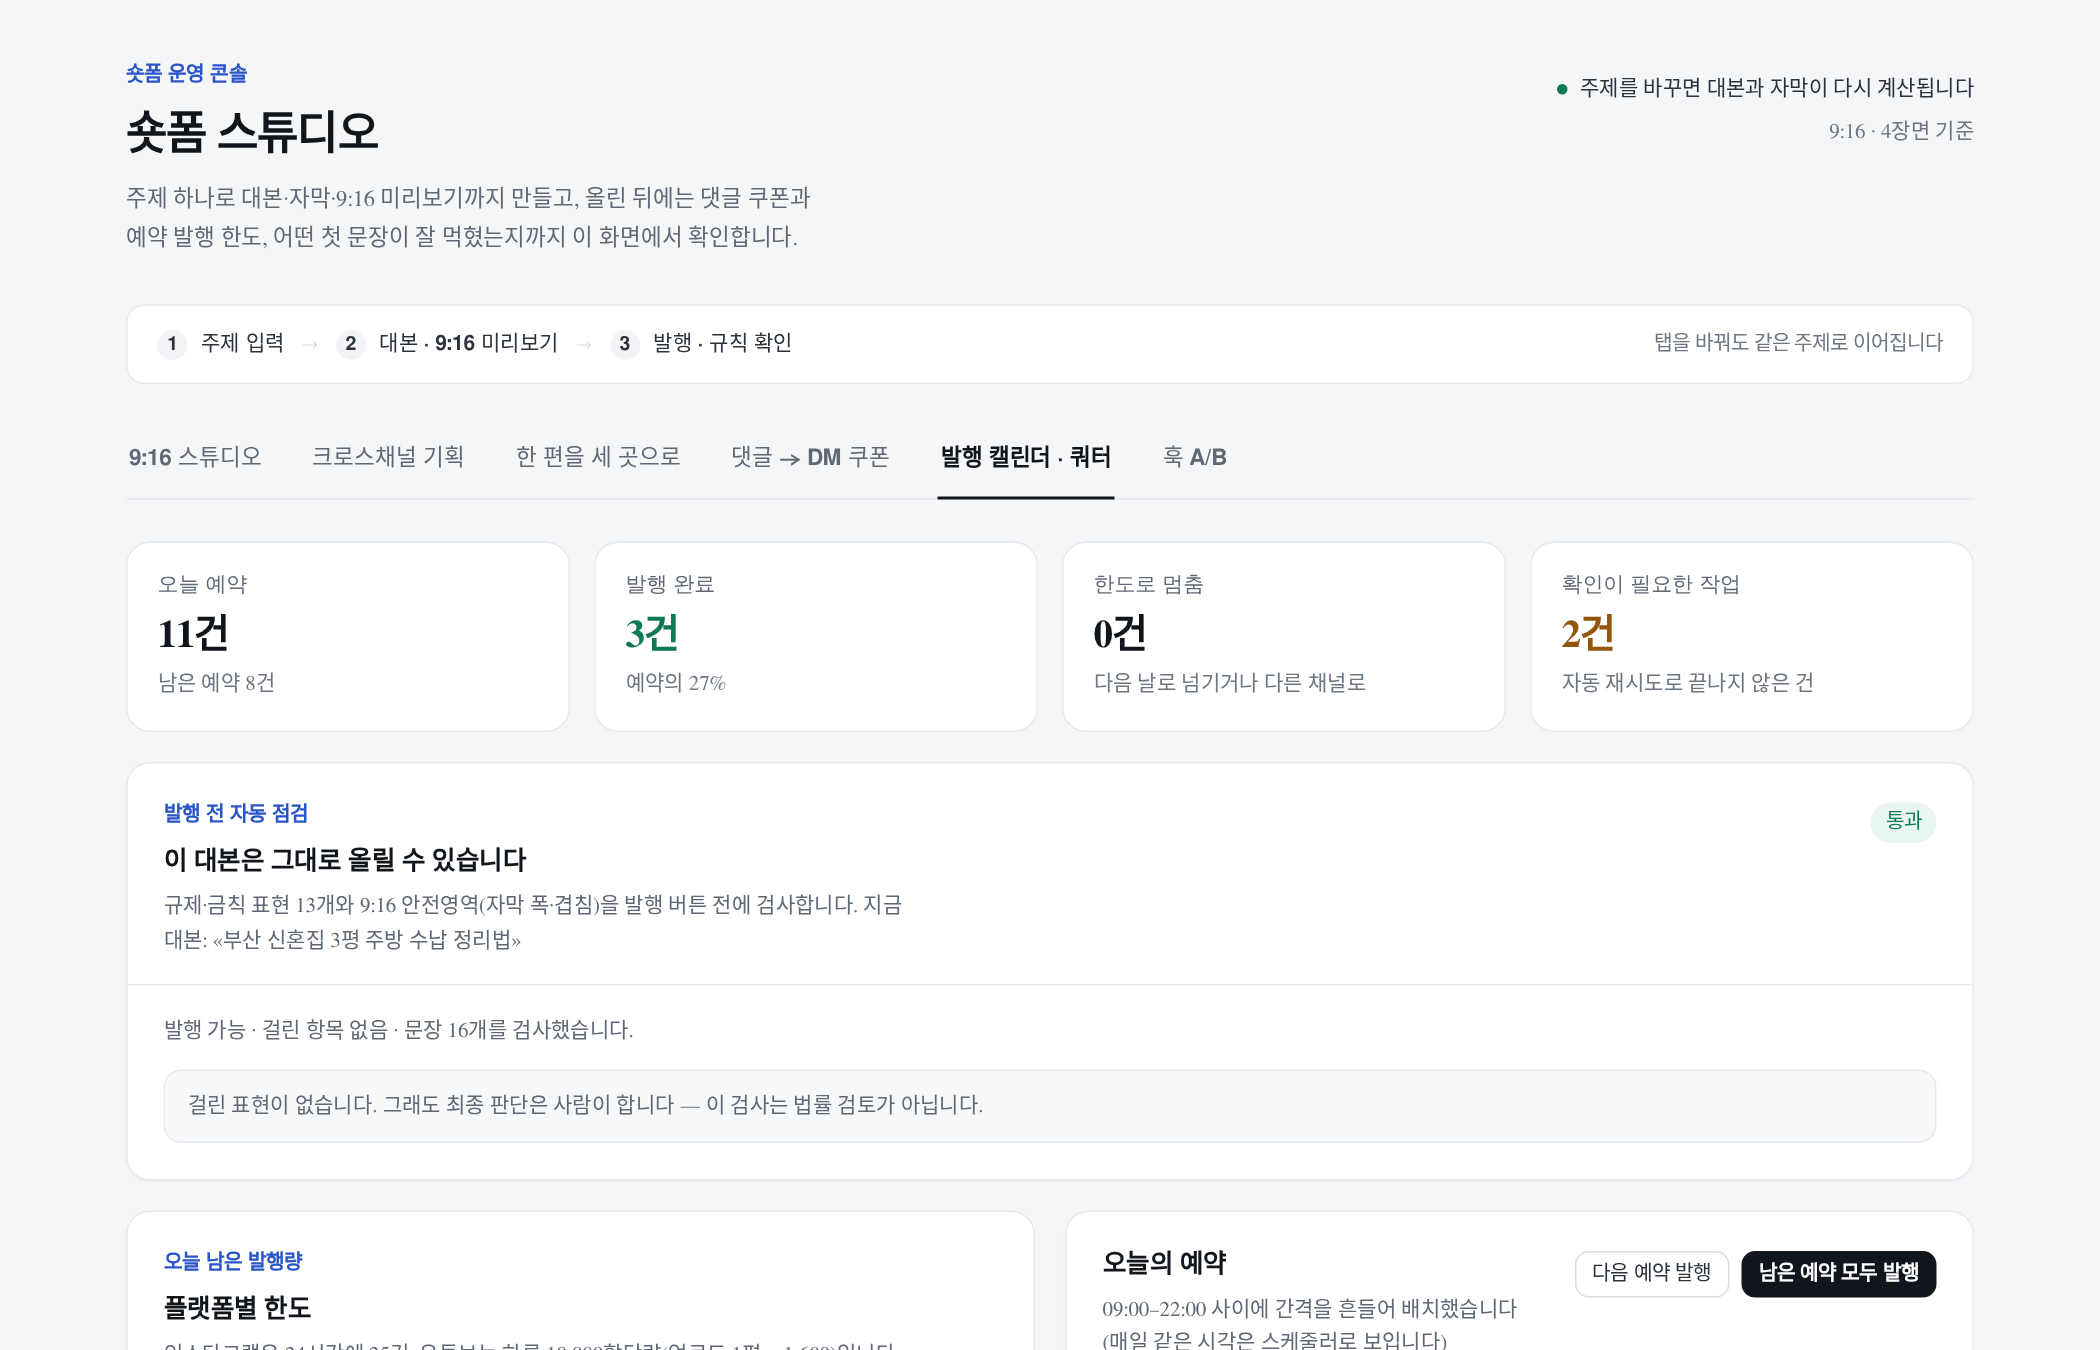 숏폼 운영 콘솔
숏폼 스튜디오
주제 하나로 대본·자막·9:16 미리보기까지 만들고, 올린 뒤에는 댓글 쿠폰과
예약 발행 한도, 어떤 첫 문장이 잘 먹혔는지까지 이 화면에서 확인합니다.
주제를 바꾸면 대본과 자막이 다시 계산됩니다
9:16 · 4장면 기준
1 주제 입력 → 2 대본 · 9:16 미리보기 → 3 발행 · 규칙 확인
탭을 바꿔도 같은 주제로 이어집니다
9:16 스튜디오 크로스채널 기획 한 편을 세 곳으로 댓글 → DM 쿠폰 발행 캘린더 · 쿼터 훅 A/B
오늘 예약
11건
남은 예약 8건
발행 완료
3건
예약의 27%
한도로 멈춤
0건
다음 날로 넘기거나 다른 채널로
확인이 필요한 작업
2건
자동 재시도로 끝나지 않은 건
발행 전 자동 점검
이 대본은 그대로 올릴 수 있습니다
규제·금칙 표현 13개와 9:16 안전영역(자막 폭·겹침)을 발행 버튼 전에 검사합니다. 지금
대본: «부산 신혼집 3평 주방 수납 정리법»
통과
발행 가능 · 걸린 항목 없음 · 문장 16개를 검사했습니다.
걸린 표현이 없습니다. 그래도 최종 판단은 사람이 합니다 — 이 검사는 법률 검토가 아닙니다.
오늘 남은 발행량
플랫폼별 한도
오늘의 예약
09:00–22:00 사이에 간격을 흔들어 배치했습니다
(매일 같은 시각은 스케줄러로 보입니다)
다음 예약 발행
남은 예약 모두 발행